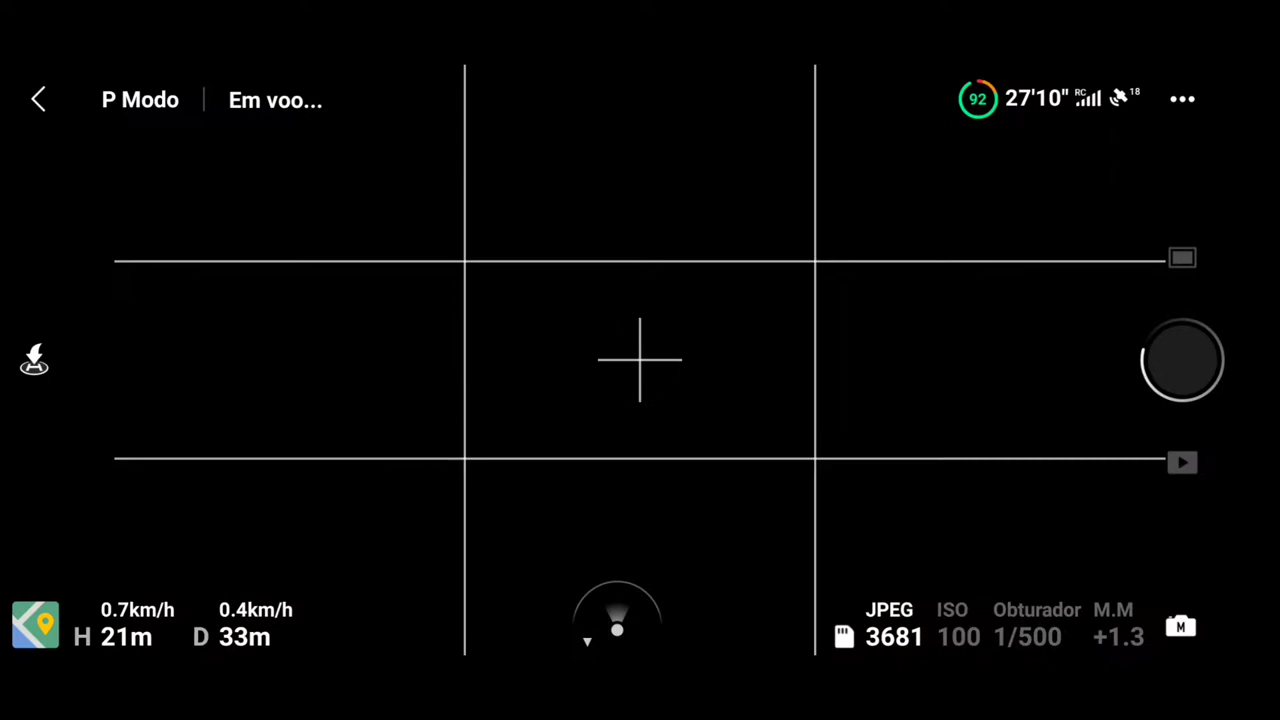 P Modo Em voo... 92 27'10" RC 18
0.7km/h 0.4km/h
H 21m D 33m
JPEG ISO Obturador M.M
3681 100 1/500 +1.3 M